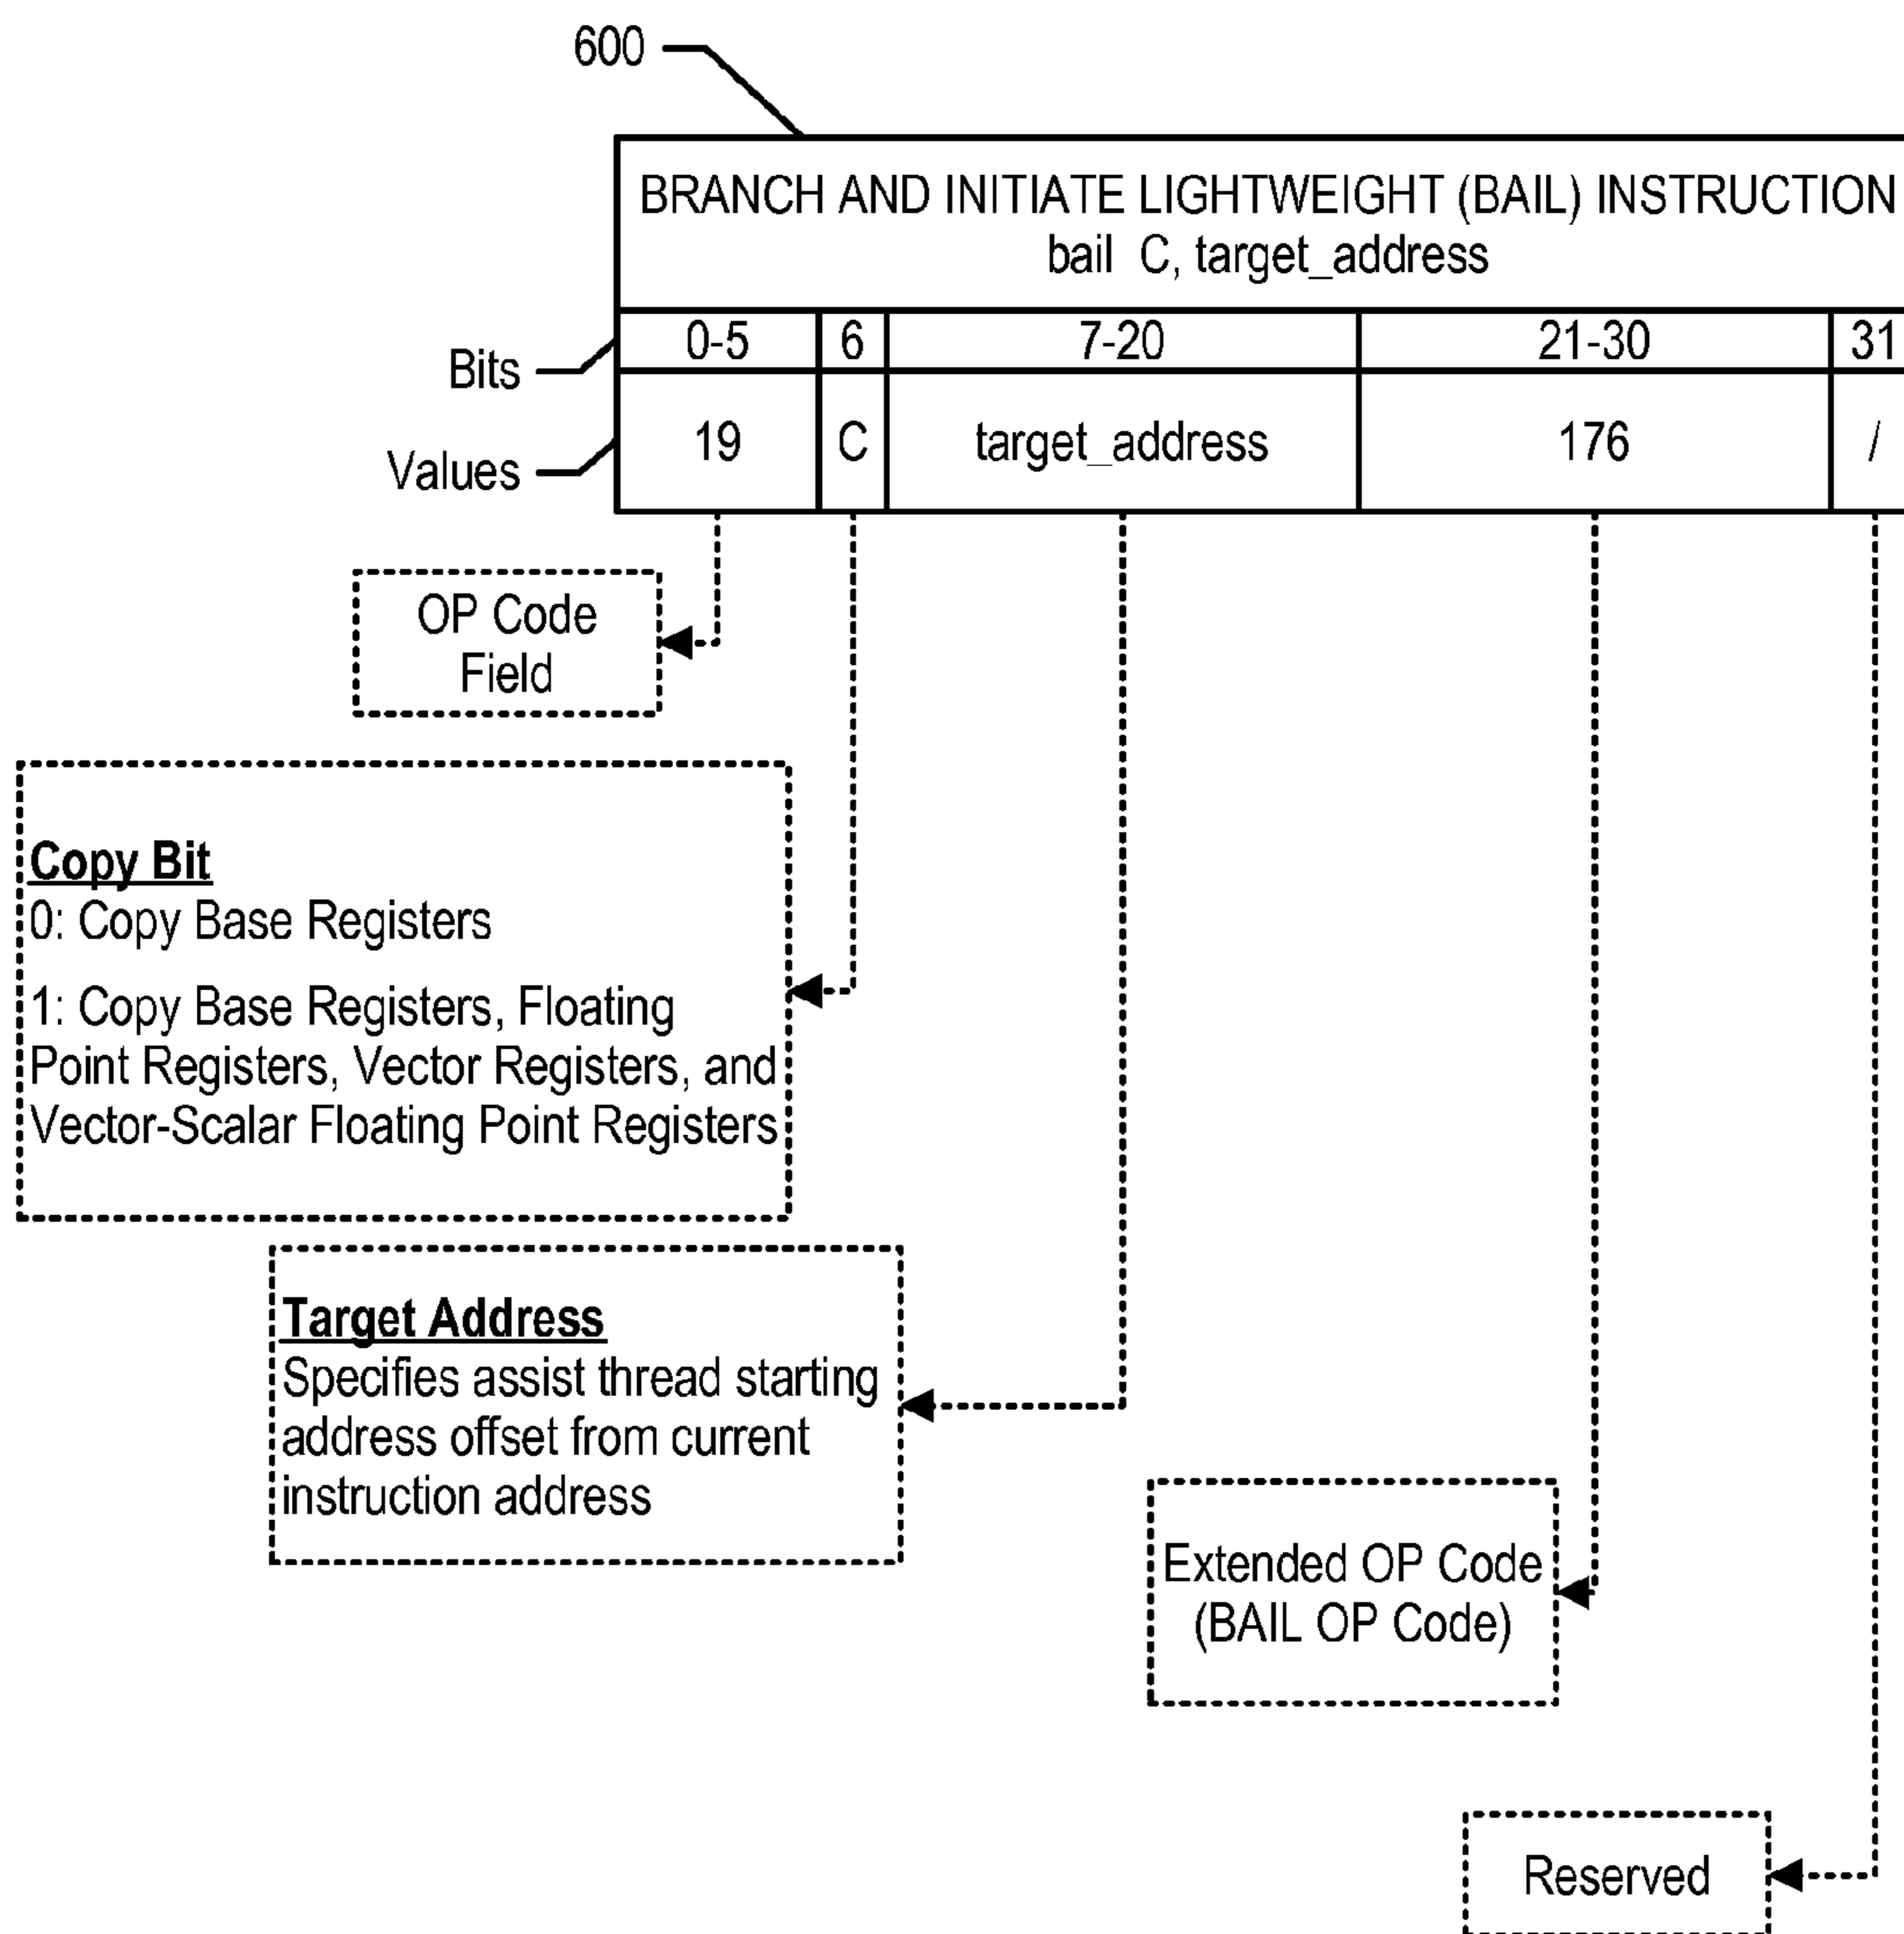 600
BRANCH AND INITIATE LIGHTWEIGHT (BAIL) INSTRUCTION
bail C, target_address
Bits
0-5 6 7-20 21-30 31
Values
19 C target_address 176 /
OP Code
Field
Copy Bit
0: Copy Base Registers
1: Copy Base Registers, Floating
Point Registers, Vector Registers, and
Vector-Scalar Floating Point Registers
Target Address
Specifies assist thread starting
address offset from current
instruction address
Extended OP Code
(BAIL OP Code)
Reserved